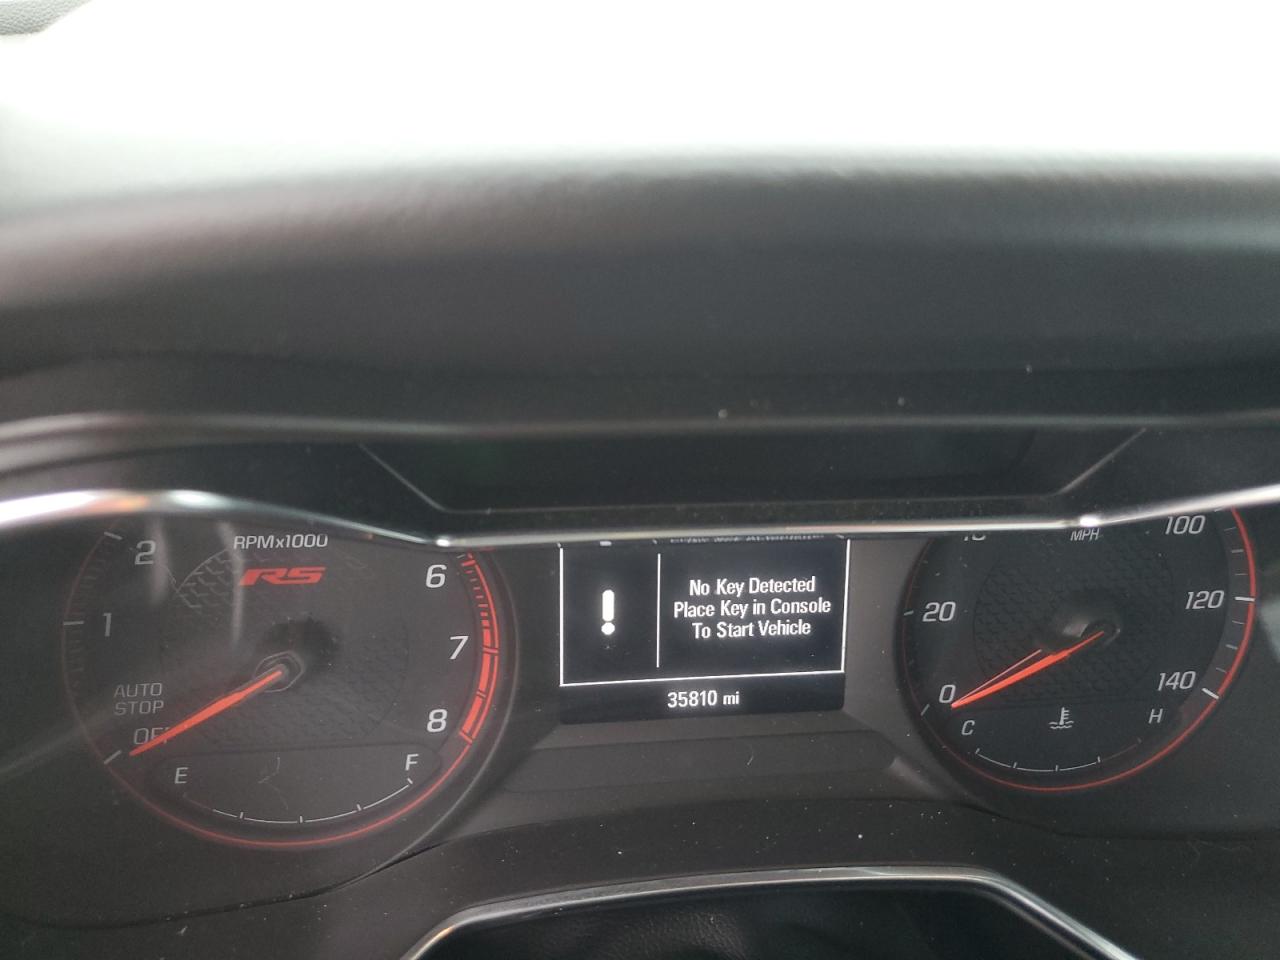 2
RPMx1000
RS
6
1
7
AUTO
STOP
8
E
F
No Key Detected
Place Key in Console
To Start Vehicle
35810 mi
MPH
100
20
120
0
140
C
H